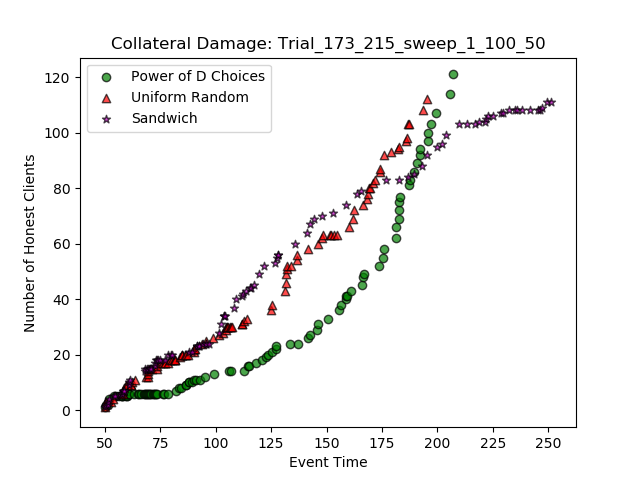 Collateral Damage: Trial_173_215_sweep_1_100_50
Power of D Choices
Uniform Random
Sandwich
Number of Honest Clients
120
100
80
60
40
20
0
50 75 100 125 150 175 200 225 250
Event Time